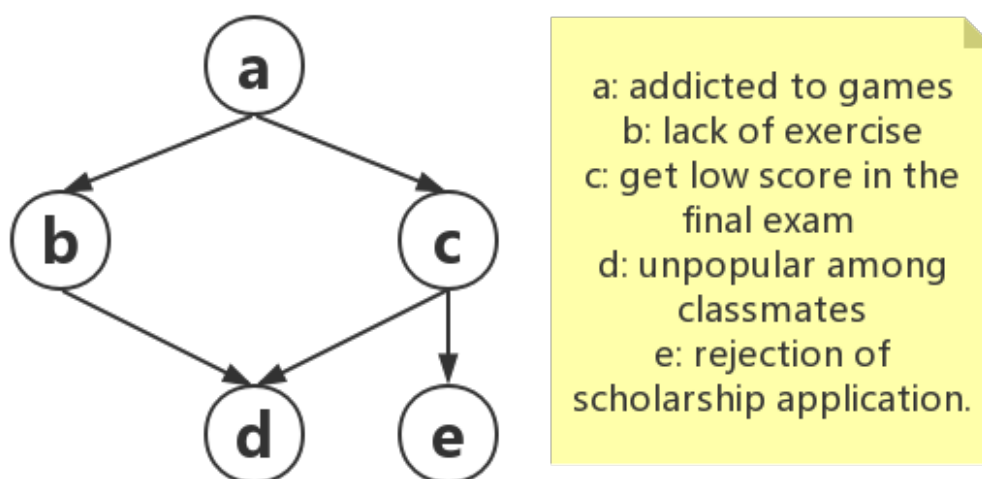 a
b
c
d
e
a: addicted to games
b: lack of exercise
c: get low score in the
final exam
d: unpopular among
classmates
e: rejection of
scholarship application.